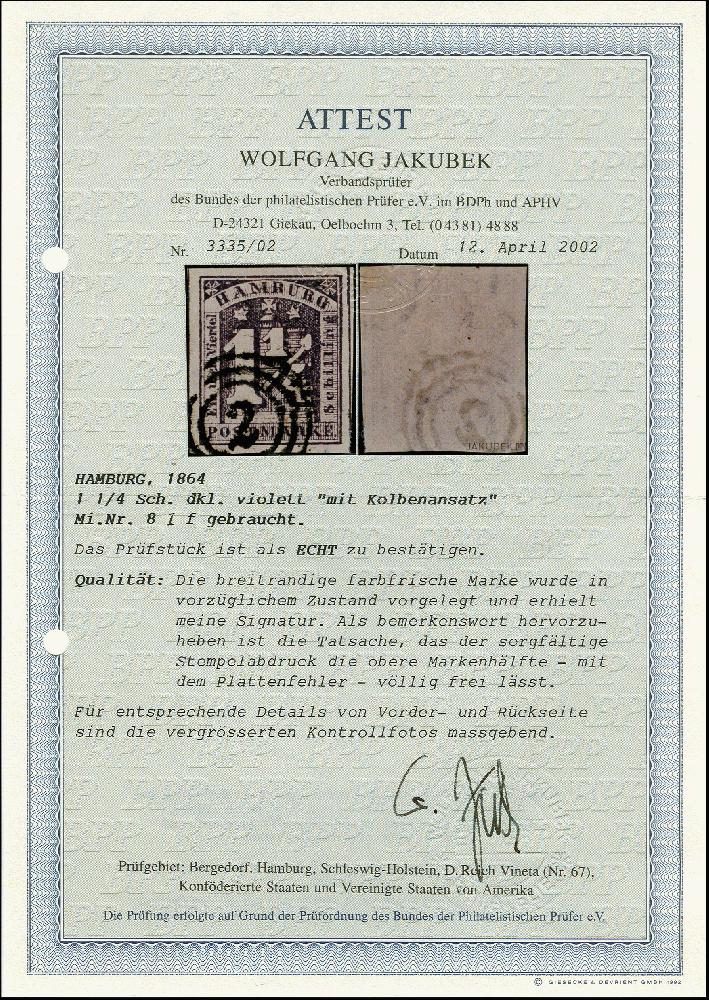 ATTEST
WOLFGANG JAKUBEK
Verbandsprüfer
des Bundes der philatelistischen Prüfer e.V. im BDPh und APHV
D-24321 Giekau, Oelboehm 3, Tel. (04381) 4888
Nr. 3335/02 Datum 12. April 2002
HAMBURG
Schilling
POSTMARKE
2
JAKUBEK
HAMBURG, 1864
1 1/4 Sch. dkl. violett "mit Kolbenansatz"
Mi.Nr. 8 I f gebraucht.
Das Prüfstück ist als ECHT zu bestätigen.
Qualität: Die breitrandige farbfrische Marke wurde in
vorzüglichem Zustand vorgelegt und erhielt
meine Signatur. Als bemerkenswert hervorzu-
heben ist die Tatsache, das der sorgfältige
Stempelabdruck die obere Markenhälfte - mit
dem Plattenfehler - völlig frei lässt.
Für entsprechende Details von Vorder- und Rückseite
sind die vergrösserten Kontrollfotos massgebend.
Prüfgebiet: Bergedorf, Hamburg, Schleswig-Holstein, D. Reich Vineta (Nr. 67),
Konföderierte Staaten und Vereinigte Staaten von Amerika
Die Prüfung erfolgte auf Grund der Prüfordnung des Bundes der Philatelistischen Prüfer e.V.
© GIESECKE & DEVRIENT GMBH 1992